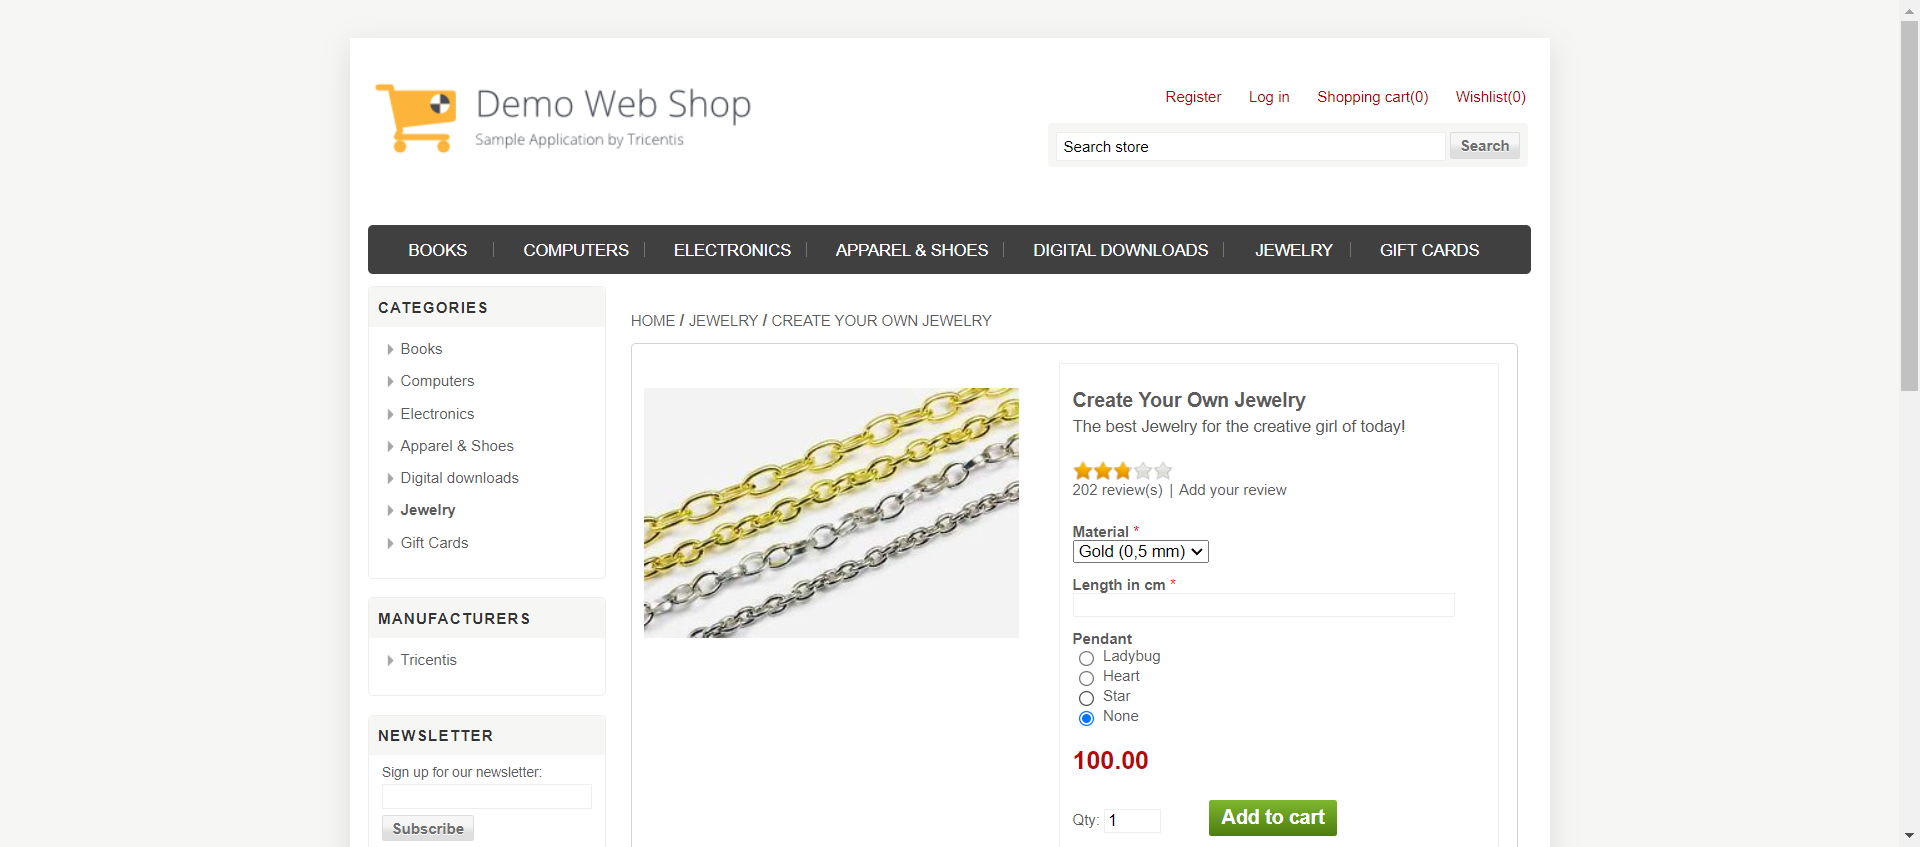 Demo Web Shop
Sample Application by Tricentis
Register Log in Shopping cart(0) Wishlist(0)
Search store Search
BOOKS COMPUTERS ELECTRONICS APPAREL & SHOES DIGITAL DOWNLOADS JEWELRY GIFT CARDS
CATEGORIES
Books
Computers
Electronics
Apparel & Shoes
Digital downloads
Jewelry
Gift Cards
MANUFACTURERS
Tricentis
NEWSLETTER
Sign up for our newsletter:
Subscribe
HOME / JEWELRY / CREATE YOUR OWN JEWELRY
Create Your Own Jewelry
The best Jewelry for the creative girl of today!
202 review(s) | Add your review
Material *
Gold (0,5 mm)
Length in cm *
Pendant
Ladybug
Heart
Star
None
100.00
Qty: 1 Add to cart